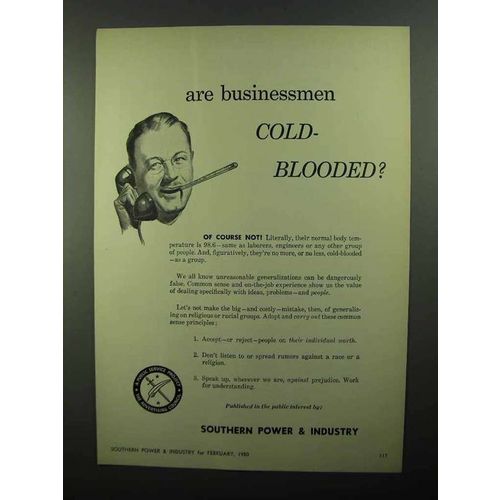 are businessmen
COLD-
BLOODED?
OF COURSE NOT! Literally, their normal body tem-
perature is 98.6—same as laborers, engineers or any other group
of people. And, figuratively, they're no more, or no less, cold-blooded
—as a group.
We all know unreasonable generalizations can be dangerously
false. Common sense and on-the-job experience show us the value
of dealing specifically with ideas, problems—and people.
Let's not make the big—and costly—mistake, then, of generaliz-
ing on religious or racial groups. Adopt and carry out these common
sense principles;
1. Accept—or reject—people on their individual worth.
2. Don't listen to or spread rumors against a race or a
religion.
3. Speak up, wherever we are, against prejudice. Work
for understanding.
A PUBLIC SERVICE PROJECT
THE ADVERTISING COUNCIL
Published in the public interest by:
SOUTHERN POWER & INDUSTRY
SOUTHERN POWER & INDUSTRY for FEBRUARY, 1950
117